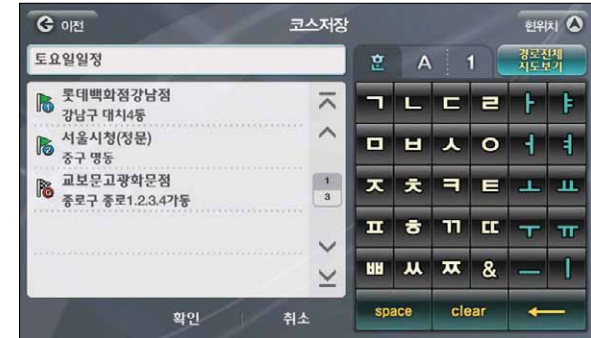 이전
코스저장
현위치
토요일일정
훈 A 1
경로전체
지도보기
롯데백화점강남점
강남구 대치4동
서울시청(정문)
중구 명동
교보문고광화문점
종로구 종로1.2.3.4가동
1
3
ㄱ ㄴ ㄷ ㄹ ㅏ ㅑ
ㅁ ㅂ ㅅ ㅇ ㅓ ㅕ
ㅈ ㅊ ㅋ ㅌ ㅗ ㅛ
ㅍ ㅎ ㄲ ㄸ ㅜ ㅠ
ㅃ ㅆ ㅉ & ㅡ ㅣ
확인
취소
space
clear